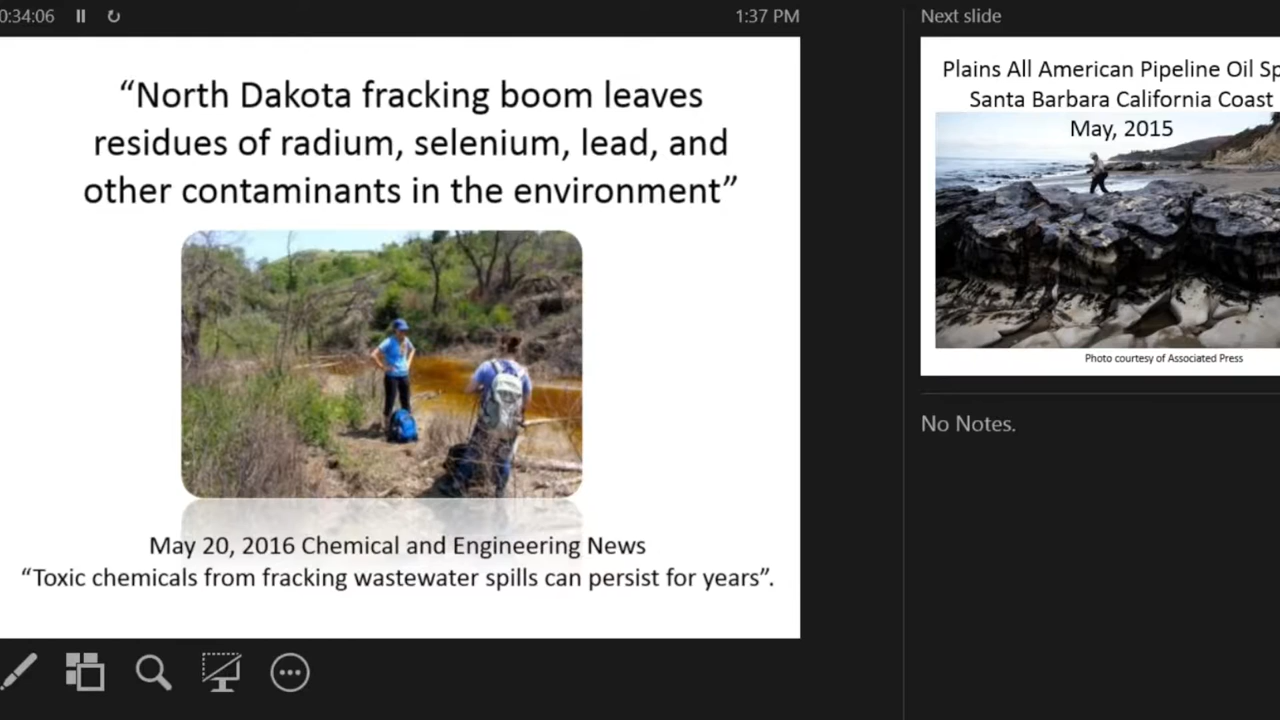 0:34:06
1:37 PM
“North Dakota fracking boom leaves
residues of radium, selenium, lead, and
other contaminants in the environment”
May 20, 2016 Chemical and Engineering News
“Toxic chemicals from fracking wastewater spills can persist for years”.
Next slide
Plains All American Pipeline Oil
Santa Barbara California Coast
May, 2015
Photo courtesy of Associated Press
No Notes.